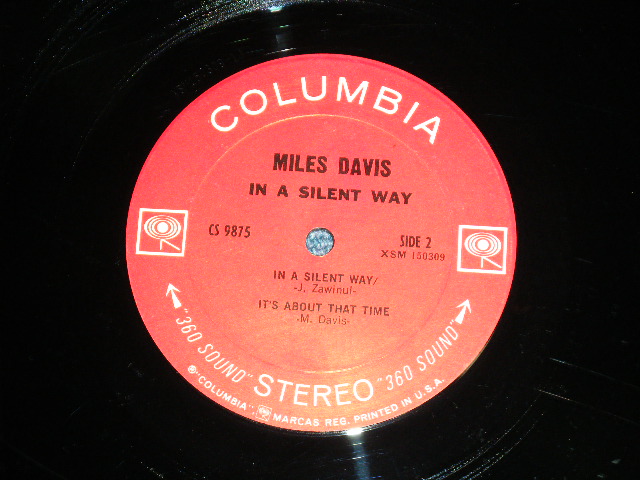 COLUMBIA
MILES DAVIS
IN A SILENT WAY
CS 9875
SIDE 2
XSM 150309
IN A SILENT WAY/
-J. Zawinul-
IT'S ABOUT THAT TIME
-M. Davis-
"360 SOUND" STEREO "360 SOUND"
®"COLUMBIA", MARCAS REG. PRINTED IN U.S.A.